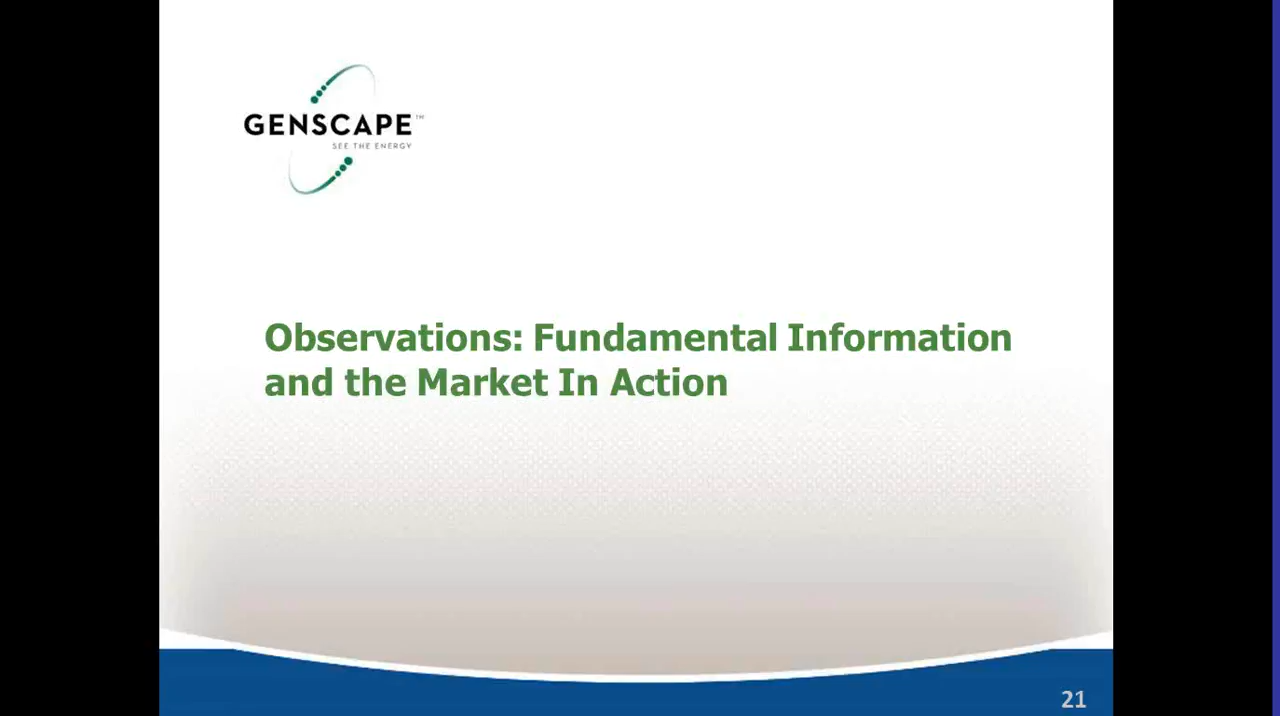 GENSCAPE™
SEE THE ENERGY
Observations: Fundamental Information
and the Market In Action
21